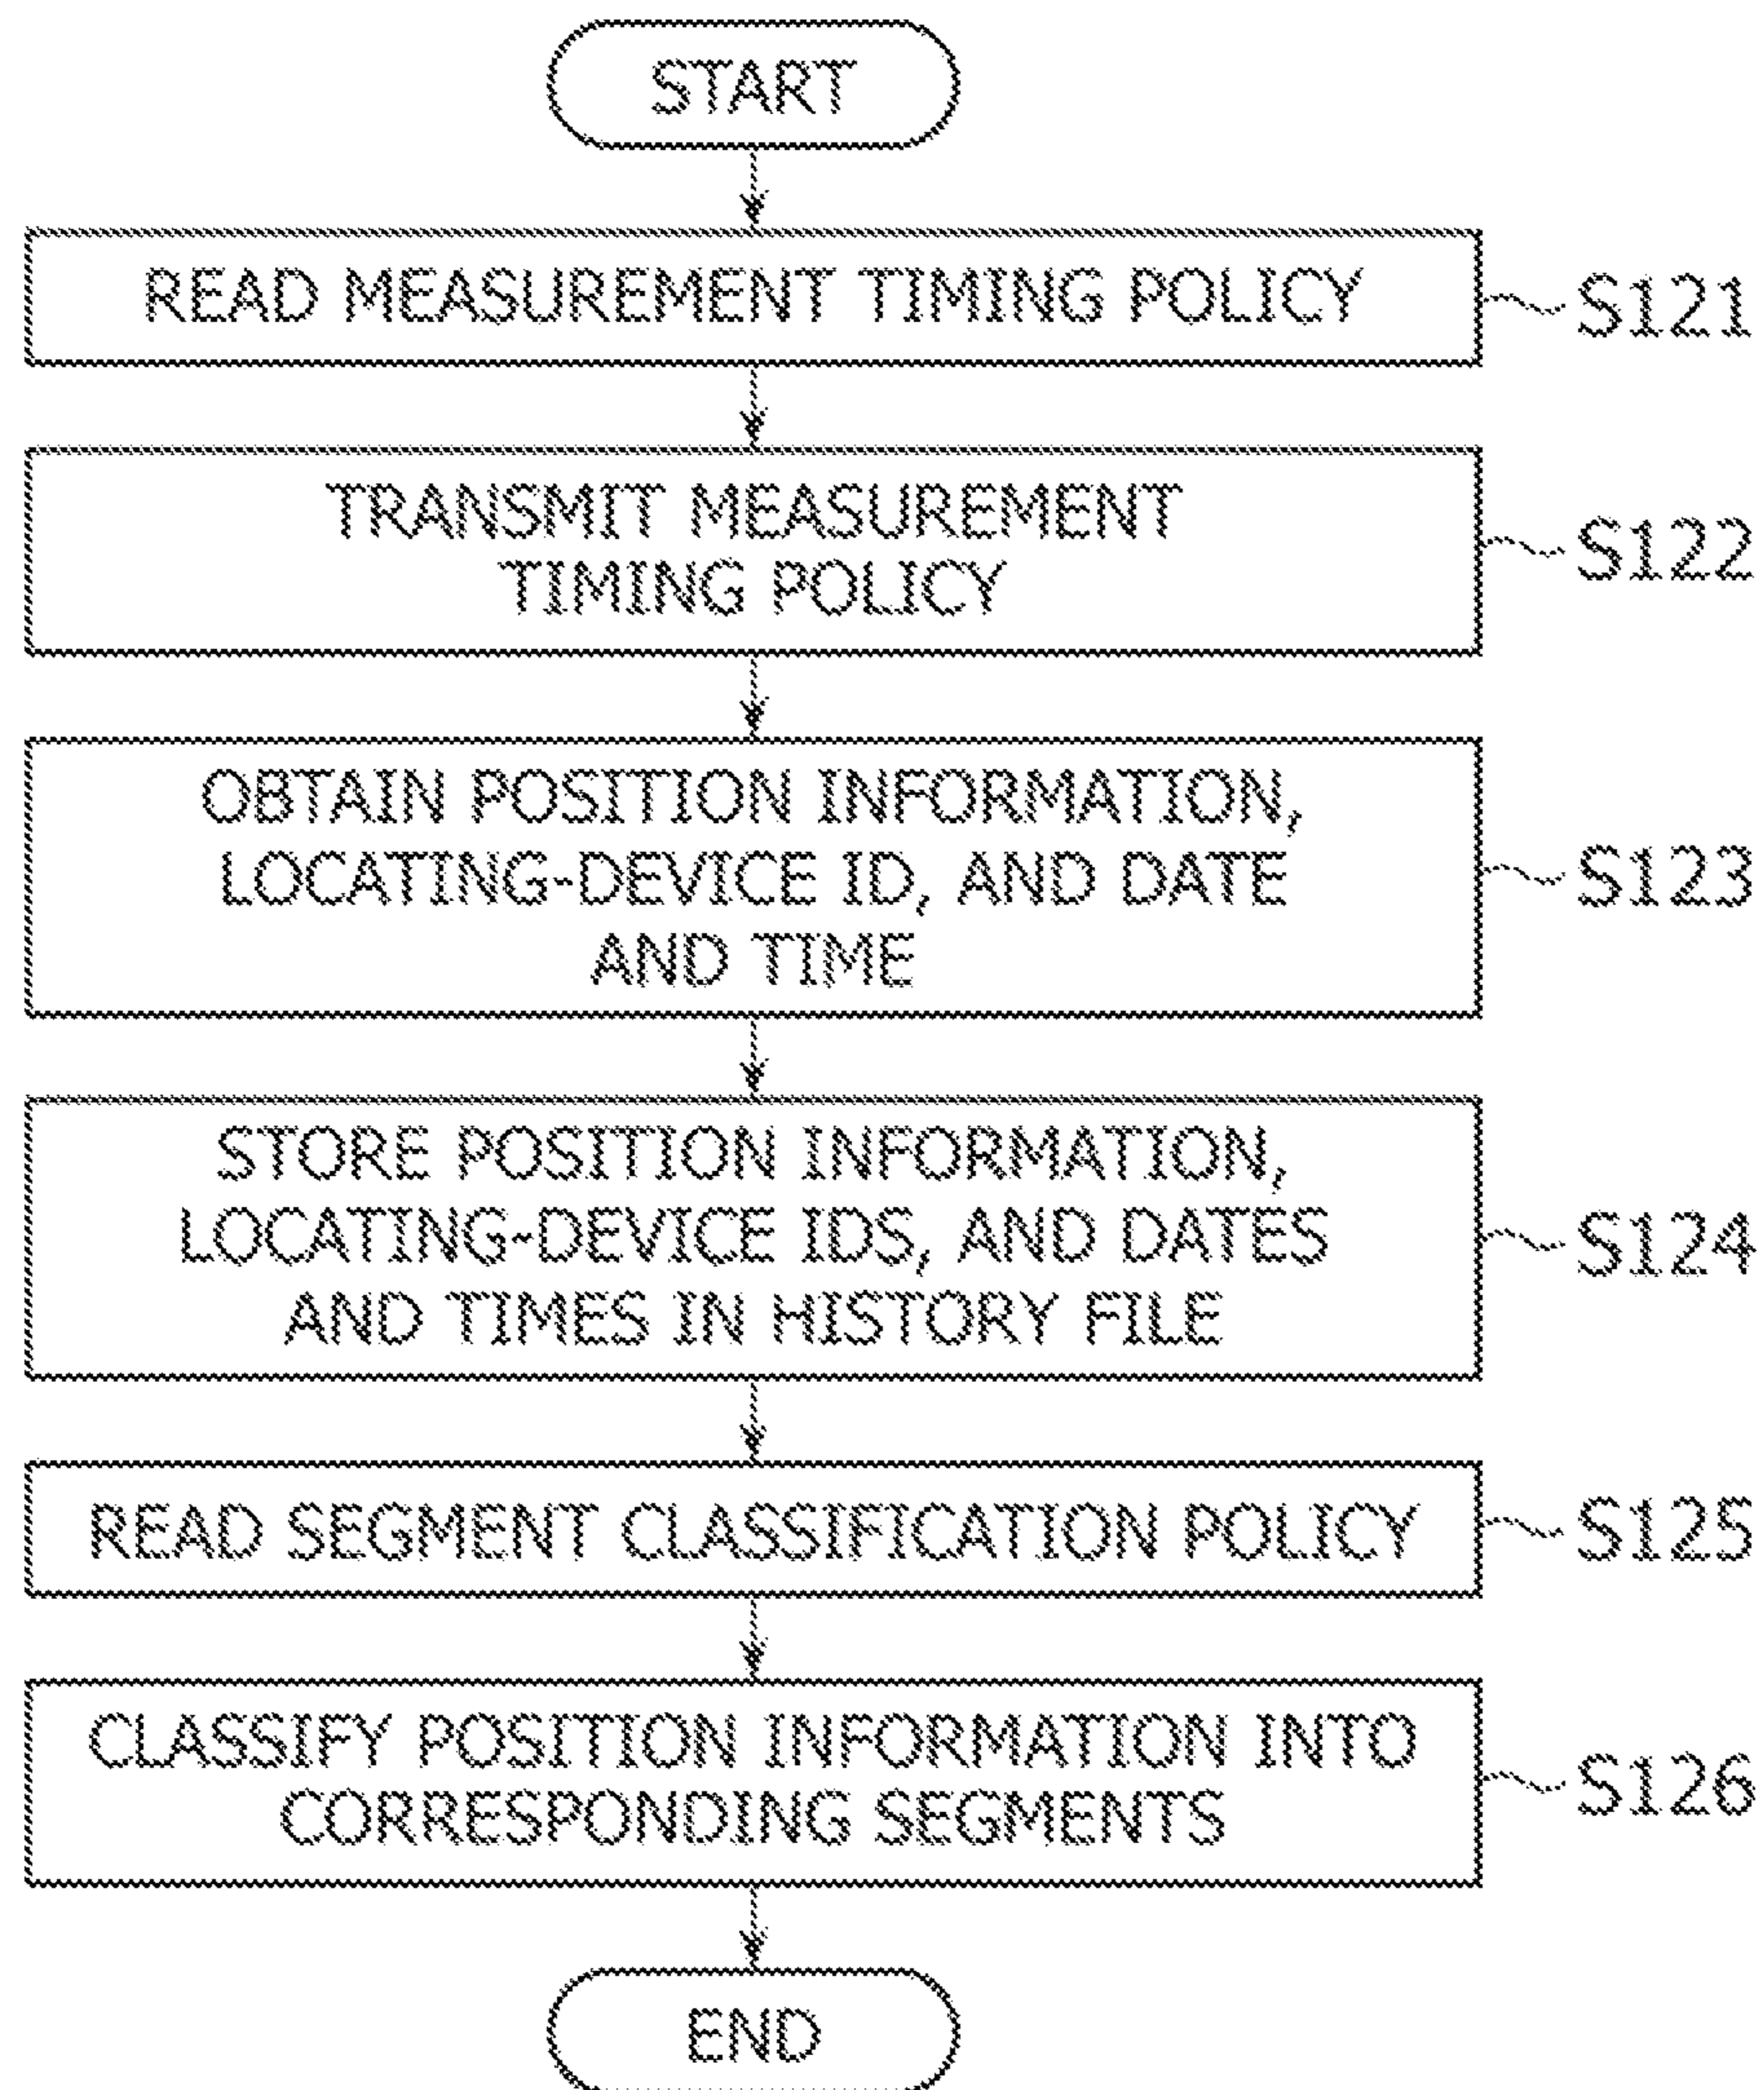 START
READ MEASUREMENT TIMING POLICY
S121
TRANSMIT MEASUREMENT
TIMING POLICY
S122
OBTAIN POSITION INFORMATION,
LOCATING-DEVICE ID, AND DATE
AND TIME
S123
STORE POSITION INFORMATION,
LOCATING-DEVICE IDS, AND DATES
AND TIMES IN HISTORY FILE
S124
READ SEGMENT CLASSIFICATION POLICY
S125
CLASSIFY POSITION INFORMATION INTO
CORRESPONDING SEGMENTS
S126
END